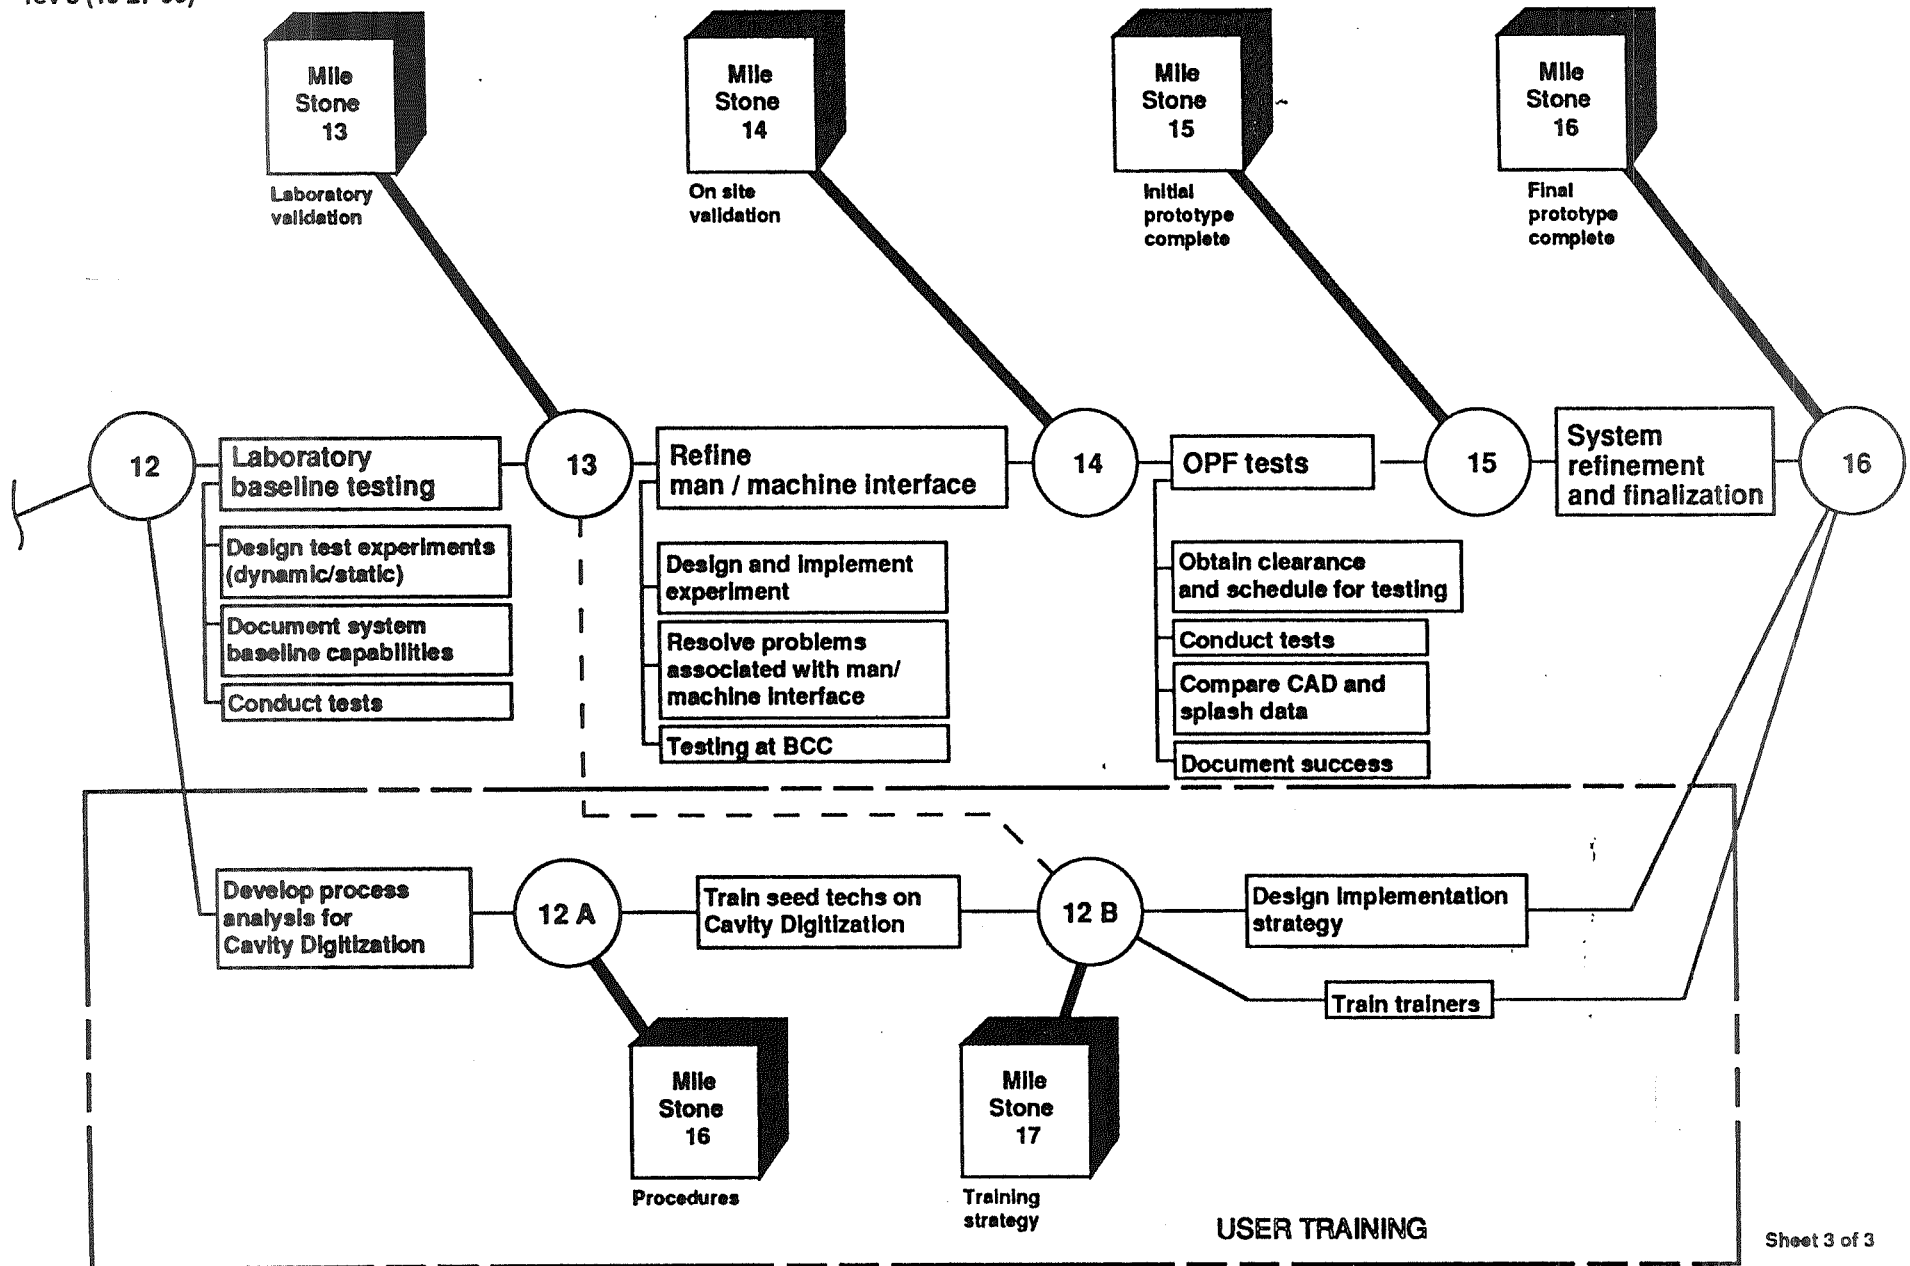 Mile
Stone
13
Laboratory
validation
Mile
Stone
14
On site
validation
Mile
Stone
15
Initial
prototype
complete
Mile
Stone
16
Final
prototype
complete
12
Laboratory
baseline testing
Design test experiments
(dynamic/static)
Document system
baseline capabilities
Conduct tests
13
Refine
man / machine interface
Design and implement
experiment
Resolve problems
associated with man/
machine interface
Testing at BCC
14
OPF tests
Obtain clearance
and schedule for testing
Conduct tests
Compare CAD and
splash data
Document success
15
System
refinement
and finalization
16
Develop process
analysis for
Cavity Digitization
12 A
Train seed techs on
Cavity Digitization
12 B
Design implementation
strategy
Train trainers
Mile
Stone
16
Procedures
Mile
Stone
17
Training
strategy
USER TRAINING
Sheet 3 of 3